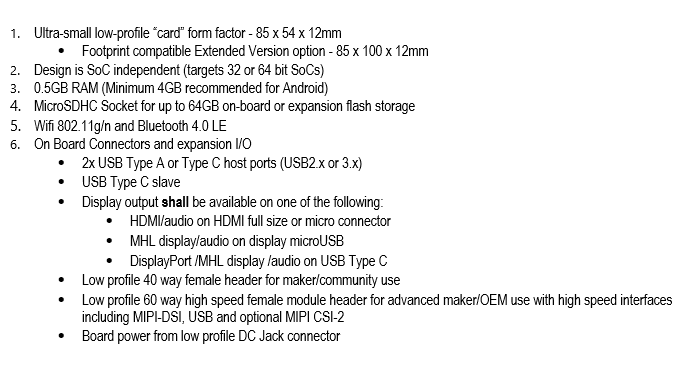 1. Ultra-small low-profile “card” form factor - 85 x 54 x 12mm
• Footprint compatible Extended Version option - 85 x 100 x 12mm
2. Design is SoC independent (targets 32 or 64 bit SoCs)
3. 0.5GB RAM (Minimum 4GB recommended for Android)
4. MicroSDHC Socket for up to 64GB on-board or expansion flash storage
5. Wifi 802.11g/n and Bluetooth 4.0 LE
6. On Board Connectors and expansion I/O
• 2x USB Type A or Type C host ports (USB2.x or 3.x)
• USB Type C slave
• Display output shall be available on one of the following:
• HDMI/audio on HDMI full size or micro connector
• MHL display/audio on display microUSB
• DisplayPort /MHL display /audio on USB Type C
• Low profile 40 way female header for maker/community use
• Low profile 60 way high speed female module header for advanced maker/OEM use with high speed interfaces
including MIPI-DSI, USB and optional MIPI CSI-2
• Board power from low profile DC Jack connector